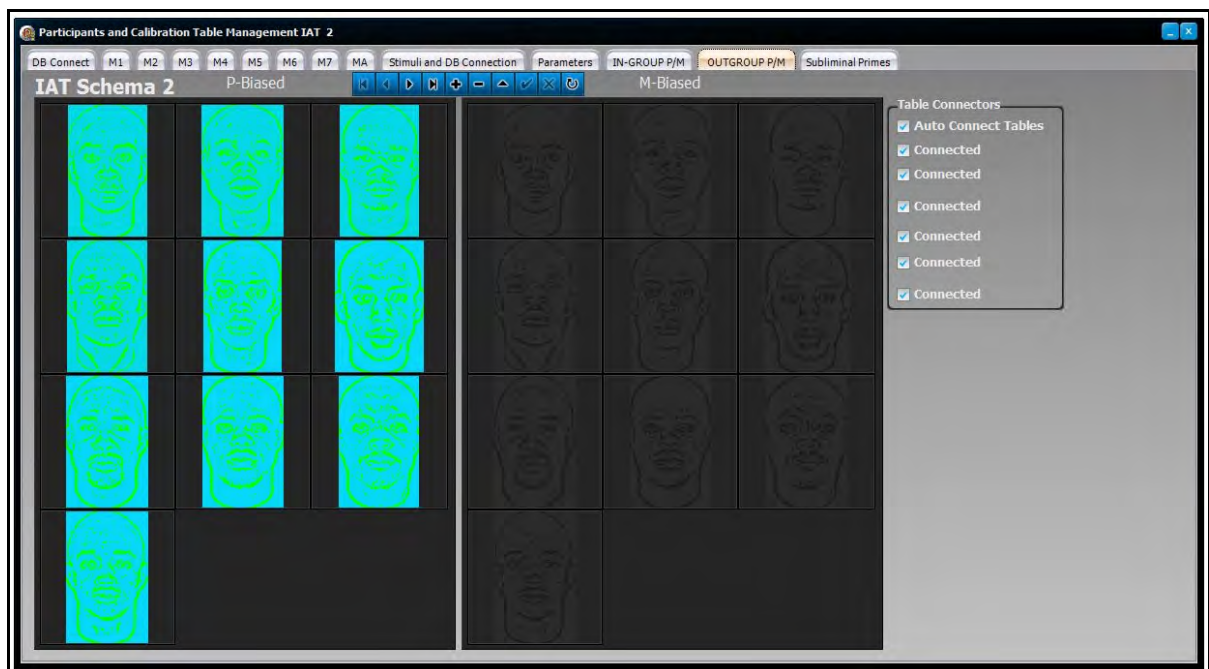 Participants and Calibration Table Management IAT 2
DB Connect M1 M2 M3 M4 M5 M6 M7 MA Stimuli and DB Connection Parameters IN-GROUP P/M OUTGROUP P/M Subliminal Primes
IAT Schema 2 P-Biased M-Biased
Table Connectors
Auto Connect Tables
Connected
Connected
Connected
Connected
Connected
Connected